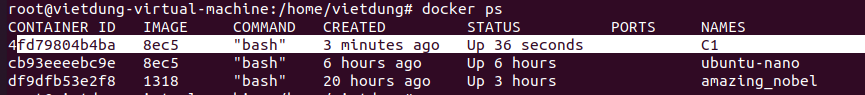 root@vietdung-virtual-machine:/home/vietdung# docker ps
CONTAINER ID   IMAGE     COMMAND   CREATED         STATUS          PORTS     NAMES
4fd79804b4ba   8ec5      "bash"    3 minutes ago   Up 36 seconds             C1
cb93eeeebc9e   8ec5      "bash"    6 hours ago     Up 6 hours                ubuntu-nano
df9dfb53e2f8   1318      "bash"    20 hours ago    Up 3 hours                amazing_nobel